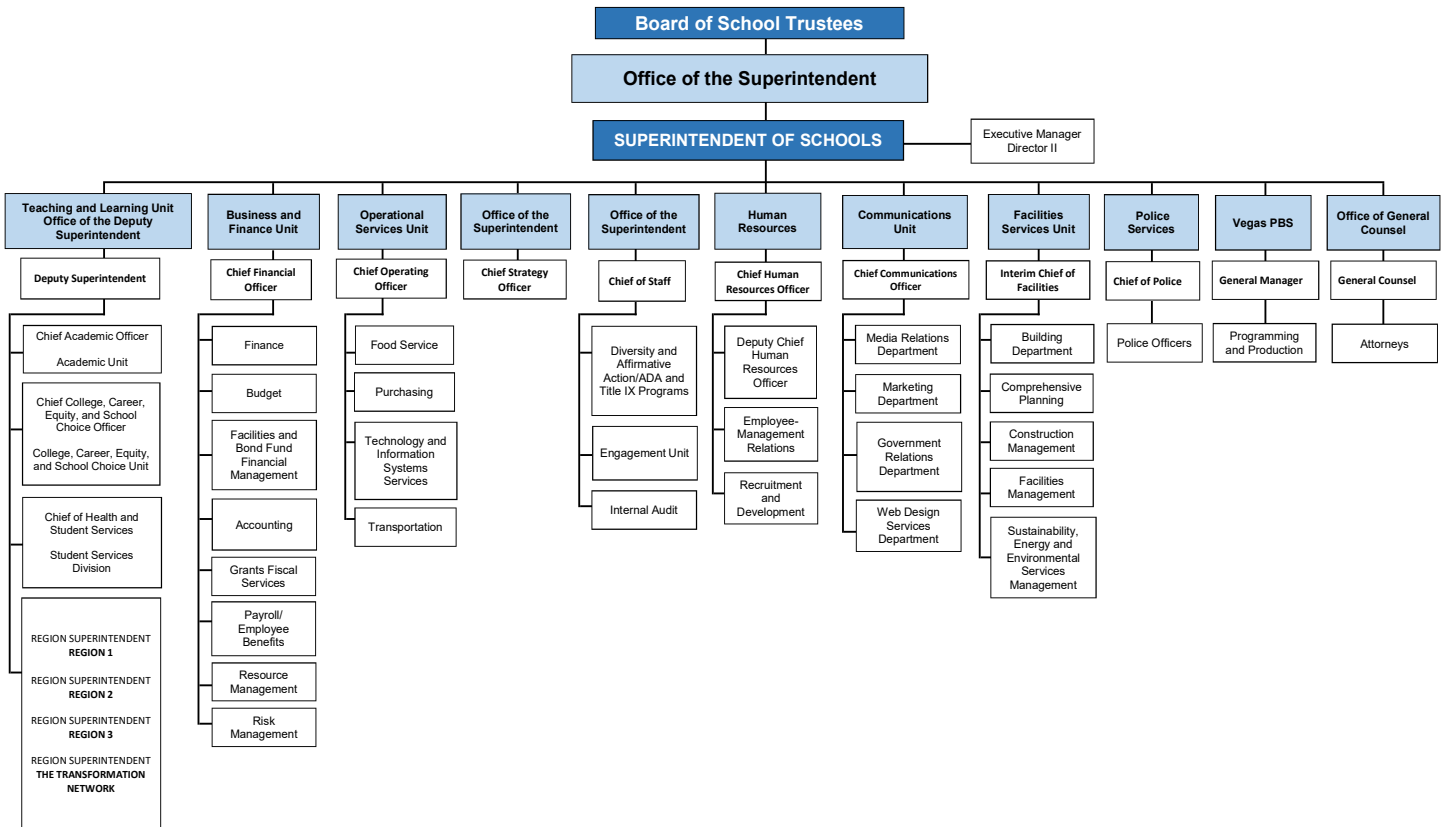 Board of School Trustees
Office of the Superintendent
SUPERINTENDENT OF SCHOOLS
Executive Manager
Director II
Teaching and Learning Unit
Office of the Deputy
Superintendent
Deputy Superintendent
Chief Academic Officer
Academic Unit
Chief College, Career,
Equity, and School
Choice Officer
College, Career, Equity,
and School Choice Unit
Chief of Health and
Student Services
Student Services
Division
REGION SUPERINTENDENT
REGION 1
REGION SUPERINTENDENT
REGION 2
REGION SUPERINTENDENT
REGION 3
REGION SUPERINTENDENT
THE TRANSFORMATION
NETWORK
Business and
Finance Unit
Chief Financial
Officer
Finance
Budget
Facilities and
Bond Fund
Financial
Management
Accounting
Grants Fiscal
Services
Payroll/
Employee
Benefits
Resource
Management
Risk
Management
Operational
Services Unit
Chief Operating
Officer
Food Service
Purchasing
Technology and
Information
Systems
Services
Transportation
Office of the
Superintendent
Chief Strategy
Officer
Office of the
Superintendent
Chief of Staff
Diversity and
Affirmative
Action/ADA and
Title IX Programs
Engagement Unit
Internal Audit
Human
Resources
Chief Human
Resources Officer
Deputy Chief
Human
Resources
Officer
Employee-
Management
Relations
Recruitment
and
Development
Communications
Unit
Chief Communications
Officer
Media Relations
Department
Marketing
Department
Government
Relations
Department
Web Design
Services
Department
Facilities
Services Unit
Interim Chief of
Facilities
Building
Department
Comprehensive
Planning
Construction
Management
Facilities
Management
Sustainability,
Energy and
Environmental
Services
Management
Police
Services
Chief of Police
Police Officers
Vegas PBS
General Manager
Programming
and Production
Office of General
Counsel
General Counsel
Attorneys